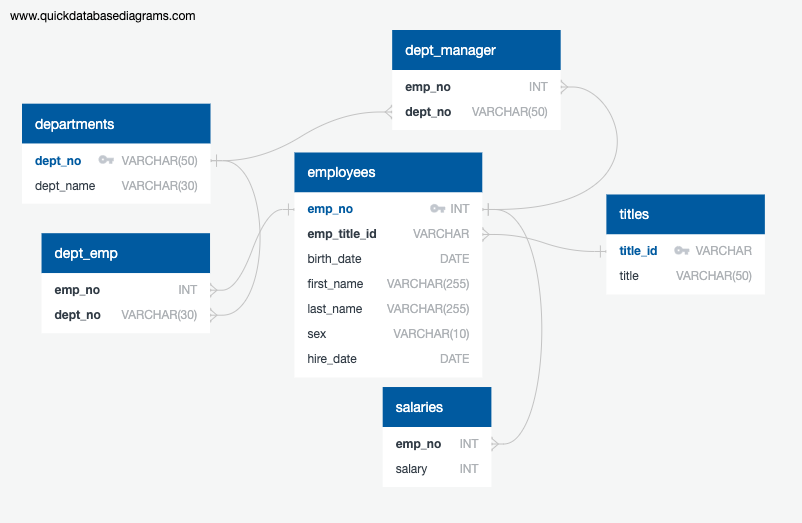 www.quickdatabasediagrams.com
dept_manager
emp_no INT
dept_no VARCHAR(50)
departments
dept_no VARCHAR(50)
dept_name VARCHAR(30)
employees
emp_no INT
emp_title_id VARCHAR
birth_date DATE
first_name VARCHAR(255)
last_name VARCHAR(255)
sex VARCHAR(10)
hire_date DATE
titles
title_id VARCHAR
title VARCHAR(50)
dept_emp
emp_no INT
dept_no VARCHAR(30)
salaries
emp_no INT
salary INT